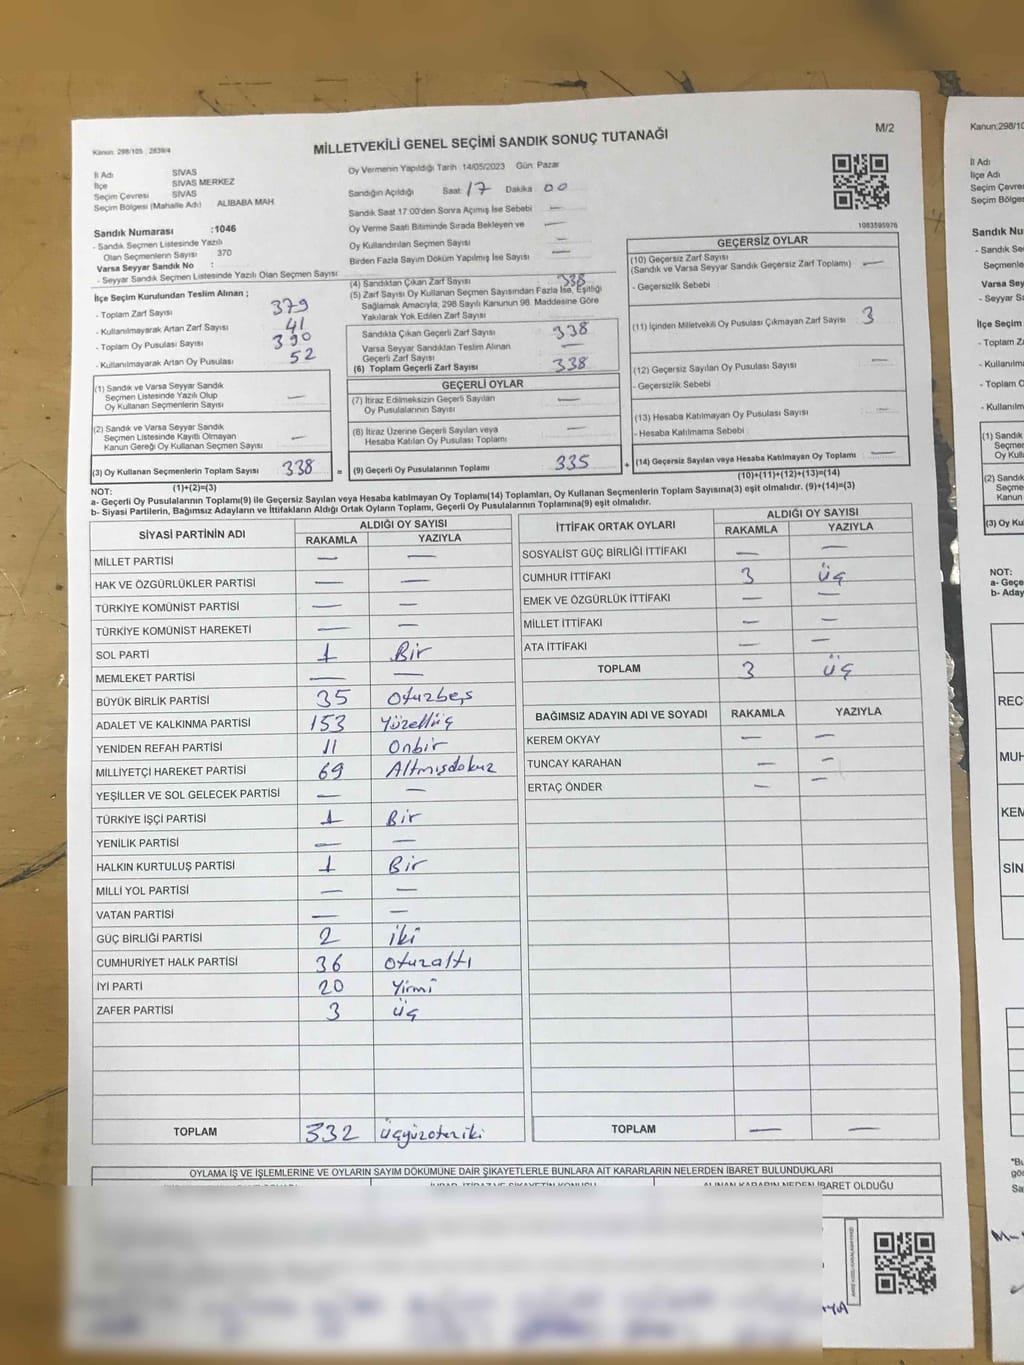 M/2
Kanun: 298/105 , 2839/4
MİLLETVEKİLİ GENEL SEÇİMİ SANDIK SONUÇ TUTANAĞI
İl Adı SİVAS
İlçe SİVAS MERKEZ
Seçim Çevresi SİVAS
Seçim Bölgesi (Mahalle Adı) ALIBABA MAH
Sandık Numarası :1046
- Sandık Seçmen Listesinde Yazılı
Olan Seçmenlerin Sayısı 370
Varsa Seyyar Sandık No :
- Seyyar Sandık Seçmen Listesinde Yazılı Olan Seçmen Sayısı :
İlçe Seçim Kurulundan Teslim Alınan ;
- Toplam Zarf Sayısı 379
- Kullanılmayarak Artan Zarf Sayısı 41
- Toplam Oy Pusulası Sayısı 390
- Kullanılmayarak Artan Oy Pusulası 52
(1) Sandık ve Varsa Seyyar Sandık
Seçmen Listesinde Yazılı Olup
Oy Kullanan Seçmenlerin Sayısı —
(2) Sandık ve Varsa Seyyar Sandık
Seçmen Listesinde Kayıtlı Olmayan
Kanun Gereği Oy Kullanan Seçmen Sayısı —
(3) Oy Kullanan Seçmenlerin Toplam Sayısı 338
(1)+(2)=(3)
Oy Vermenin Yapıldığı Tarih :14/05/2023 Gün: Pazar
Sandığın Açıldığı Saat: 17 Dakika 00
Sandık Saat 17:00'den Sonra Açımış İse Sebebi —
Oy Verme Saati Bitiminde Sırada Bekleyen ve —
Oy Kullandırılan Seçmen Sayısı —
Birden Fazla Sayım Döküm Yapılmış İse Sayısı —
(4) Sandıktan Çıkan Zarf Sayısı 338
(5) Zarf Sayısı Oy Kullanan Seçmen Sayısından Fazla İse, Eşitliği
Sağlamak Amacıyla, 298 Sayılı Kanunun 98. Maddesine Göre
Yakılarak Yok Edilen Zarf Sayısı
Sandıkta Çıkan Geçerli Zarf Sayısı 338
Varsa Seyyar Sandıktan Teslim Alınan
Geçerli Zarf Sayısı —
(6) Toplam Geçerli Zarf Sayısı 338
GEÇERLİ OYLAR
(7) İtiraz Edilmeksizin Geçerli Sayılan
Oy Pusulalarının Sayısı —
(8) İtiraz Üzerine Geçerli Sayılan veya
Hesaba Katılan Oy Pusulası Toplamı —
= (9) Geçerli Oy Pusulalarının Toplamı 335
1083595976
GEÇERSİZ OYLAR
(10) Geçersiz Zarf Sayısı
(Sandık ve Varsa Seyyar Sandık Geçersiz Zarf Toplamı) —
- Geçersizlik Sebebi
(11) İçinden Milletvekili Oy Pusulası Çıkmayan Zarf Sayısı 3
(12) Geçersiz Sayılan Oy Pusulası Sayısı —
- Geçersizlik Sebebi
(13) Hesaba Katılmayan Oy Pusulası Sayısı —
- Hesaba Katılmama Sebebi
+ (14) Geçersiz Sayılan veya Hesaba Katılmayan Oy Toplamı —
(10)+(11)+(12)+(13)=(14)
NOT:
a- Geçerli Oy Pusulalarının Toplamı(9) ile Geçersiz Sayılan veya Hesaba katılmayan Oy Toplamı(14) Toplamları, Oy Kullanan Seçmenlerin Toplam Sayısına(3) eşit olmalıdır. (9)+(14)=(3)
b- Siyasi Partilerin, Bağımsız Adayların ve İttifakların Aldığı Ortak Oyların Toplamı, Geçerli Oy Pusulalarının Toplamına(9) eşit olmalıdır.
SİYASİ PARTİNİN ADI ALDIĞI OY SAYISI
RAKAMLA YAZIYLA
MİLLET PARTİSİ — —
HAK VE ÖZGÜRLÜKLER PARTİSİ — —
TÜRKİYE KOMÜNİST PARTİSİ — —
TÜRKİYE KOMÜNİST HAREKETİ — —
SOL PARTİ 1 Bir
MEMLEKET PARTİSİ — —
BÜYÜK BİRLİK PARTİSİ 35 Otuzbeş
ADALET VE KALKINMA PARTİSİ 153 Yüzelliüç
YENİDEN REFAH PARTİSİ 11 Onbir
MİLLİYETÇİ HAREKET PARTİSİ 69 Altmışdokuz
YEŞİLLER VE SOL GELECEK PARTİSİ — —
TÜRKİYE İŞÇİ PARTİSİ 1 Bir
YENİLİK PARTİSİ — —
HALKIN KURTULUŞ PARTİSİ 1 Bir
MİLLİ YOL PARTİSİ — —
VATAN PARTİSİ — —
GÜÇ BİRLİĞİ PARTİSİ 2 iki
CUMHURİYET HALK PARTİSİ 36 Otuzaltı
İYİ PARTİ 20 Yirmi
ZAFER PARTİSİ 3 üç
TOPLAM 332 üçyüzotuziki
İTTİFAK ORTAK OYLARI ALDIĞI OY SAYISI
RAKAMLA YAZIYLA
SOSYALİST GÜÇ BİRLİĞİ İTTİFAKI — —
CUMHUR İTTİFAKI 3 üç
EMEK VE ÖZGÜRLÜK İTTİFAKI — —
MİLLET İTTİFAKI — —
ATA İTTİFAKI — —
TOPLAM 3 üç
BAĞIMSIZ ADAYIN ADI VE SOYADI RAKAMLA YAZIYLA
KEREM OKYAY — —
TUNCAY KARAHAN — —
ERTAÇ ÖNDER — —
TOPLAM — —
OYLAMA İŞ VE İŞLEMLERİNE VE OYLARIN SAYIM DÖKÜMÜNE DAİR ŞİKAYETLERLE BUNLARA AİT KARARLARIN NELERDEN İBARET BULUNDUKLARI
ALINAN KARARIN NEDEN İBARET OLDUĞU
Kanun:298/10
İl Adı
İlçe Adı
Seçim Çevresi
Seçim Bölges
Sandık Nu
- Sandık Se
Seçmenle
Varsa Sey
- Seyyar S
İlçe Seçim
- Toplam Z
- Kullanılma
- Toplam O
- Kullanılm
(1) Sandık
Seçmer
Oy Kull
(2) Sandık
Seçmen
Kanun
(3) Oy Ku
NOT:
a- Geçe
b- Aday
REC
MUH
KEM
SİN